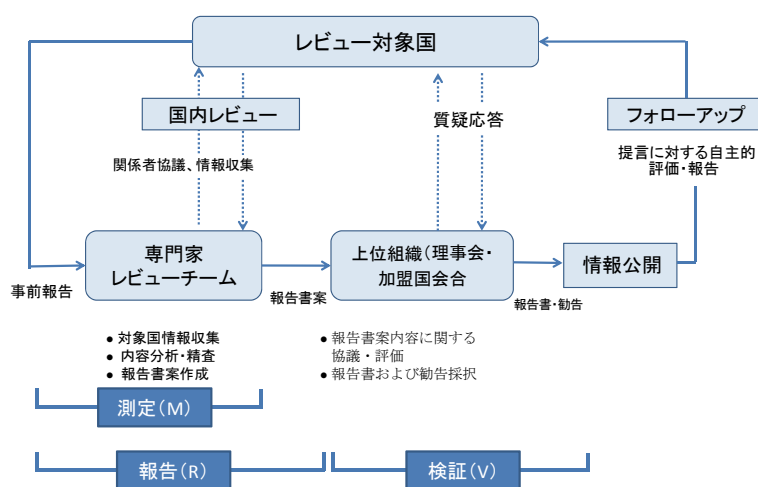 レビュー対象国
国内レビュー
質疑応答
フォローアップ
関係者協議、情報収集
提言に対する自主的
評価・報告
専門家
レビューチーム
上位組織(理事会・
加盟国会合
情報公開
事前報告
報告書案
報告書・勧告
● 対象国情報収集
● 内容分析・精査
● 報告書案作成
● 報告書案内容に関する
協議・評価
● 報告書および勧告採択
測定(M)
報告(R)
検証(V)